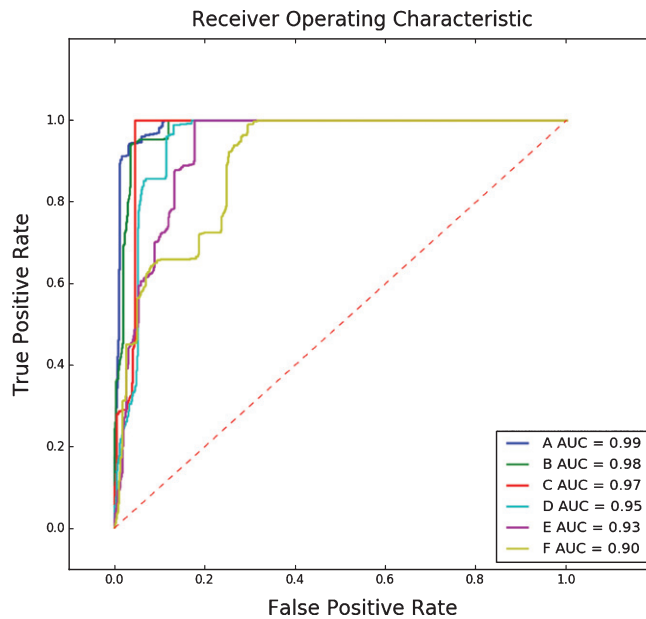 Receiver Operating Characteristic
True Positive Rate
1.0
0.8
0.6
0.4
0.2
0.0
A AUC = 0.99
B AUC = 0.98
C AUC = 0.97
D AUC = 0.95
E AUC = 0.93
F AUC = 0.90
0.0 0.2 0.4 0.6 0.8 1.0
False Positive Rate